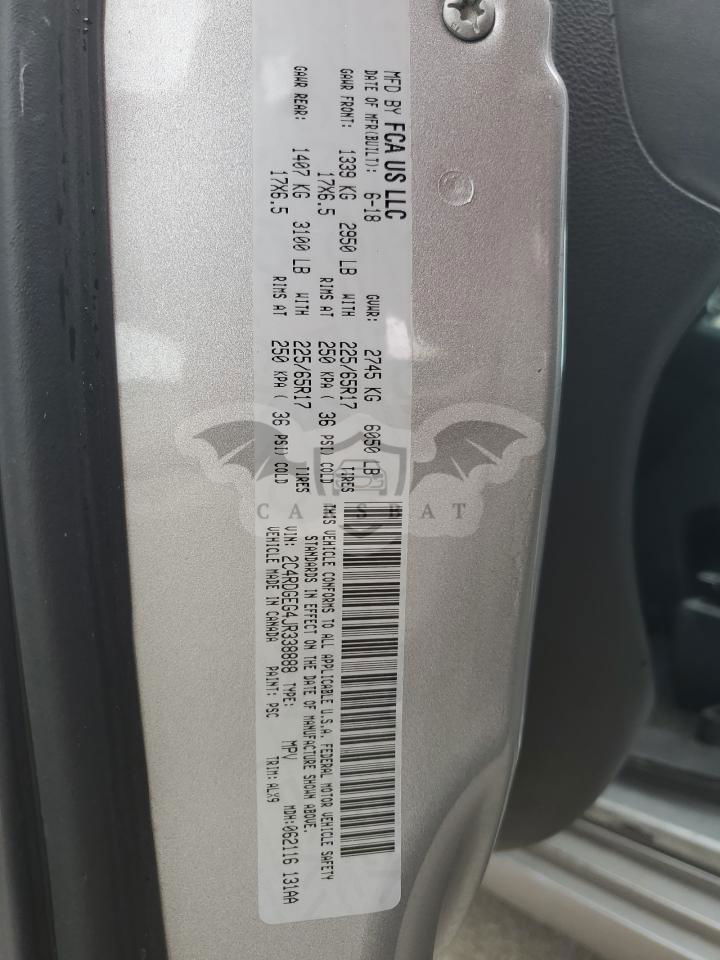 MFD BY FCA US LLC
DATE OF MFR(BUILT): 6-18 GVWR: 2745 KG 6050 LB
GAWR FRONT: 1339 KG 2950 LB WITH 225/65R17 TIRES
17X6.5 RIMS AT 250 KPA ( 36 PSI) COLD
GAWR REAR: 1407 KG 3100 LB WITH 225/65R17 TIRES
17X6.5 RIMS AT 250 KPA ( 36 PSI) COLD
THIS VEHICLE CONFORMS TO ALL APPLICABLE U.S.A. FEDERAL MOTOR VEHICLE SAFETY
STANDARDS IN EFFECT ON THE DATE OF MANUFACTURE SHOWN ABOVE.
VIN: 2C4RDGEG4JR338888 TYPE: MPV MDH:062116 131AA
VEHICLE MADE IN CANADA PAINT: PSC TRIM:ALX9
CARSBAT